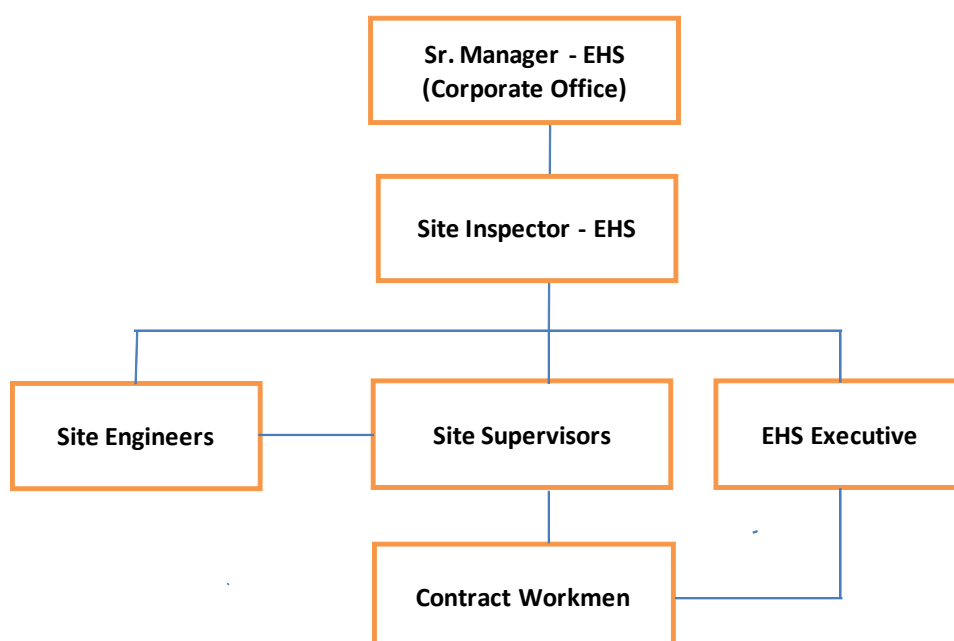 Sr. Manager - EHS
(Corporate Office)
Site Inspector - EHS
Site Engineers
Site Supervisors
EHS Executive
Contract Workmen